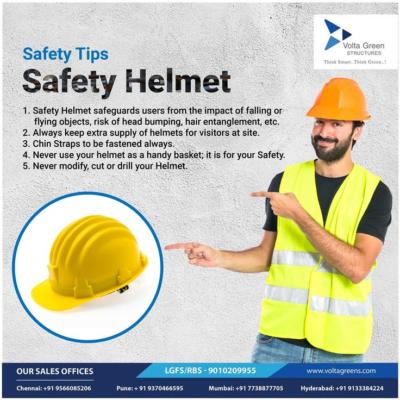 Volta Green
STRUCTURES
Think Smart. Think Green..!
Safety Tips
Safety Helmet
1. Safety Helmet safeguards users from the impact of falling or
flying objects, risk of head bumping, hair entanglement, etc.
2. Always keep extra supply of helmets for visitors at site.
3. Chin Straps to be fastened always.
4. Never use your helmet as a handy basket; it is for your Safety.
5. Never modify, cut or drill your Helmet.
OUR SALES OFFICES
LGFS/RBS - 9010209955
www.voltagreens.com
Chennai: +91 9566085206 Pune: + 91 9370466595 Mumbai: + 91 7738877705 Hyderabad: +91 9133384224